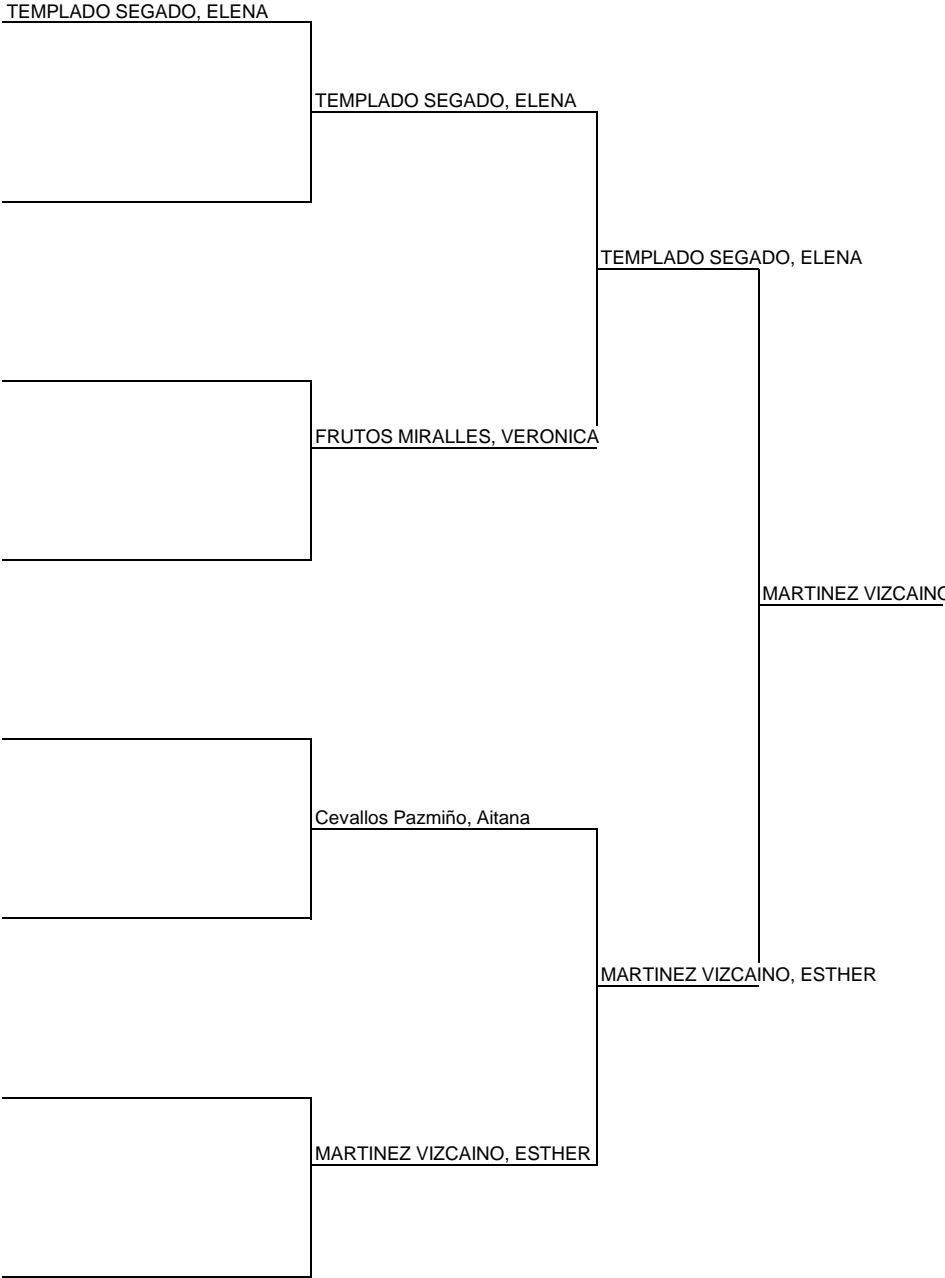 TEMPLADO SEGADO, ELENA
TEMPLADO SEGADO, ELENA
TEMPLADO SEGADO, ELENA
FRUTOS MIRALLES, VERONICA
MARTINEZ VIZCAINO
Cevallos Pazmiño, Aitana
MARTINEZ VIZCAINO, ESTHER
MARTINEZ VIZCAINO, ESTHER